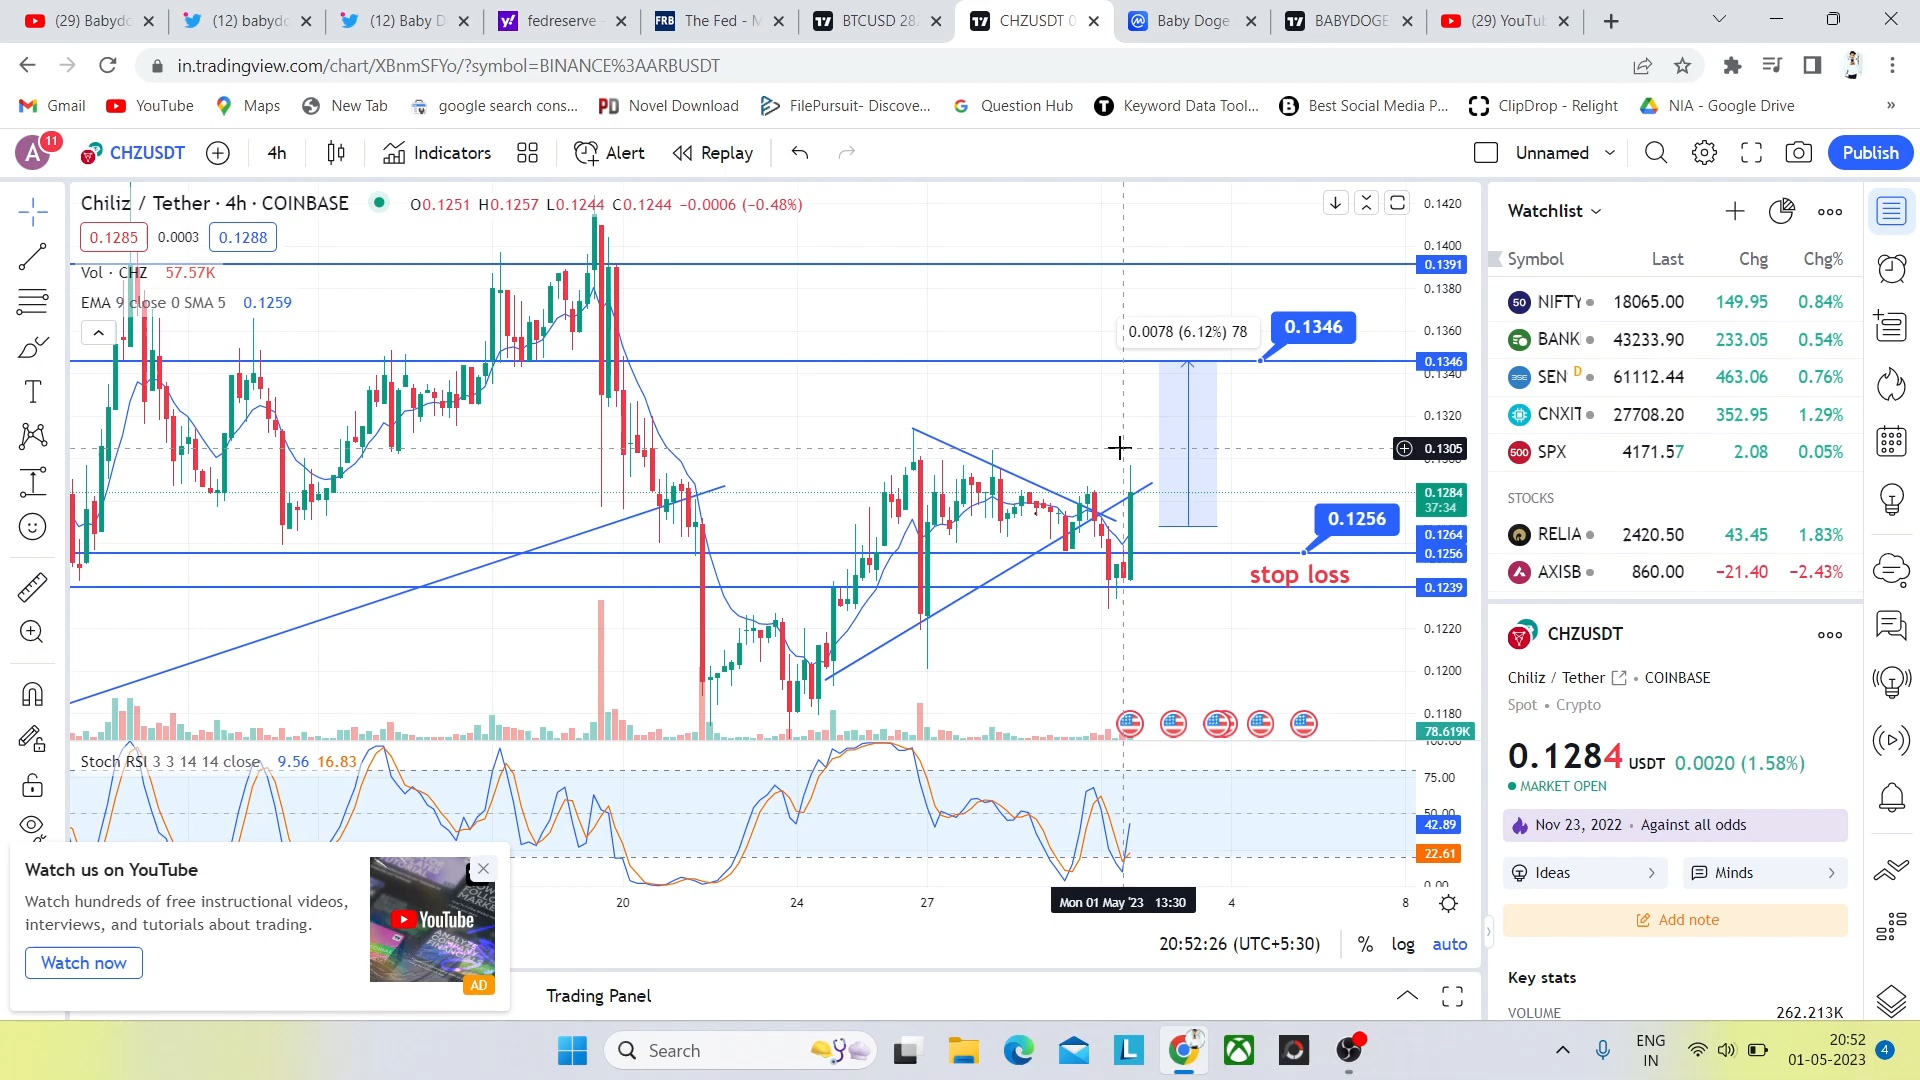 (29) Babydo
(12) babydo
(12) Baby D
fedreserve -
The Fed - M
BTCUSD 28
CHZUSDT 0
Baby Doge
BABYDOGE
(29) YouTub
in.tradingview.com/chart/XBnmSFYo/?symbol=BINANCE%3AARBUSDT
Gmail
YouTube
Maps
New Tab
google search cons...
Novel Download
FilePursuit- Discove...
Question Hub
Keyword Data Tool...
Best Social Media P...
ClipDrop - Relight
NIA - Google Drive
»
A
11
CHZUSDT
4h
Indicators
Alert
Replay
Unnamed
Publish
Chiliz / Tether · 4h · COINBASE
O0.1251 H0.1257 L0.1244 C0.1244 −0.0006 (−0.48%)
0.1285
0.0003
0.1288
Vol · CHZ 57.57K
EMA 9 close 0 SMA 5 0.1259
0.0078 (6.12%) 78
0.1346
0.1256
stop loss
0.1420
0.1400
0.1391
0.1380
0.1360
0.1346
0.1340
0.1320
0.1305
0.1284
37:34
0.1264
0.1256
0.1239
0.1220
0.1200
0.1180
78.619K
100.00
Stoch RSI 3 3 14 14 close 9.56 16.83
75.00
50.00
42.89
22.61
0.00
20
24
27
Mon 01 May '23 13:30
4
8
20:52:26 (UTC+5:30)
%
log
auto
Trading Panel
Watch us on YouTube
Watch hundreds of free instructional videos,
interviews, and tutorials about trading.
Watch now
YouTube
AD
Watchlist
Symbol Last Chg Chg%
50 NIFTY 18065.00 149.95 0.84%
BANK 43233.90 233.05 0.54%
SEN D 61112.44 463.06 0.76%
CNXIT 27708.20 352.95 1.29%
500 SPX 4171.57 2.08 0.05%
STOCKS
RELIA 2420.50 43.45 1.83%
AXISB 860.00 −21.40 −2.43%
CHZUSDT
Chiliz / Tether • COINBASE
Spot • Crypto
0.1284 USDT 0.0020 (1.58%)
MARKET OPEN
Nov 23, 2022 • Against all odds
Ideas
Minds
Add note
Key stats
VOLUME 262.213K
Search
ENG
IN
20:52
01-05-2023
4